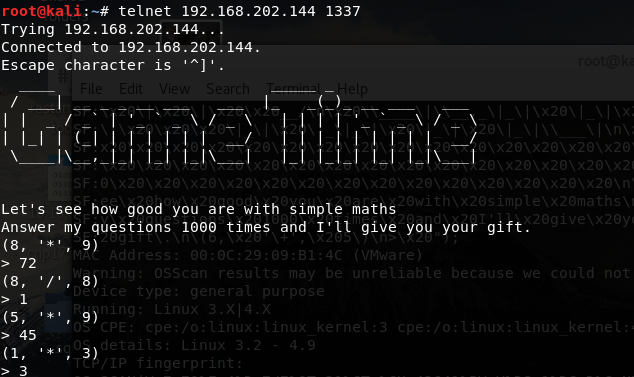 root@kali:~# telnet 192.168.202.144 1337
Trying 192.168.202.144...
Connected to 192.168.202.144.
Escape character is '^]'.
Game Time
Let's see how good you are with simple maths
Answer my questions 1000 times and I'll give you your gift.
(8, '*', 9)
> 72
(8, '/', 8)
> 1
(5, '*', 9)
> 45
(1, '*', 3)
> 3
File Edit View Search Terminal Help
MAC Address: 00:0C:29:09:B1:4C (VMware)
Warning: OSScan results may be unreliable because we could not
Device type: general purpose
Running: Linux 3.X|4.X
OS CPE: cpe:/o:linux:linux_kernel:3 cpe:/o:linux:linux_kernel:
OS details: Linux 3.2 - 4.9
TCP/IP fingerprint: